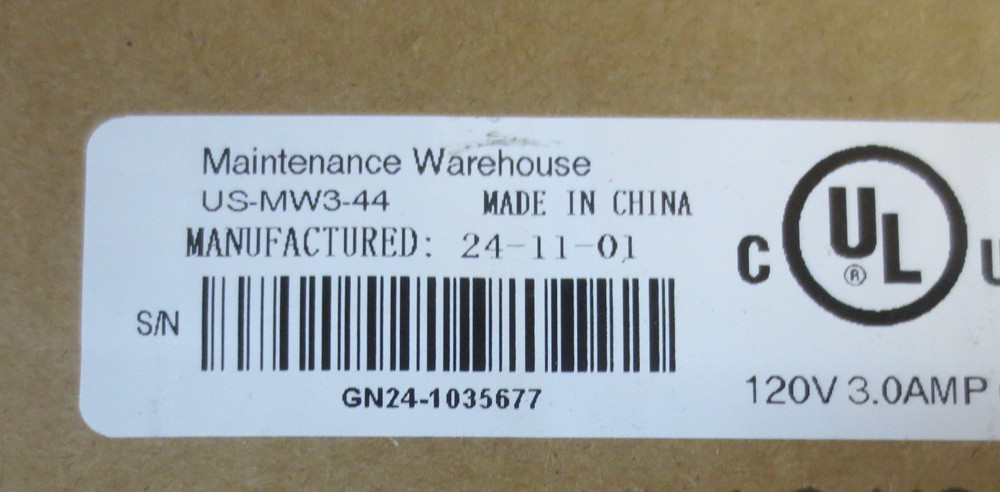 Maintenance Warehouse
US-MW3-44 MADE IN CHINA
MANUFACTURED: 24-11-01
S/N
GN24-1035677
C UL ®
120V 3.0AMP